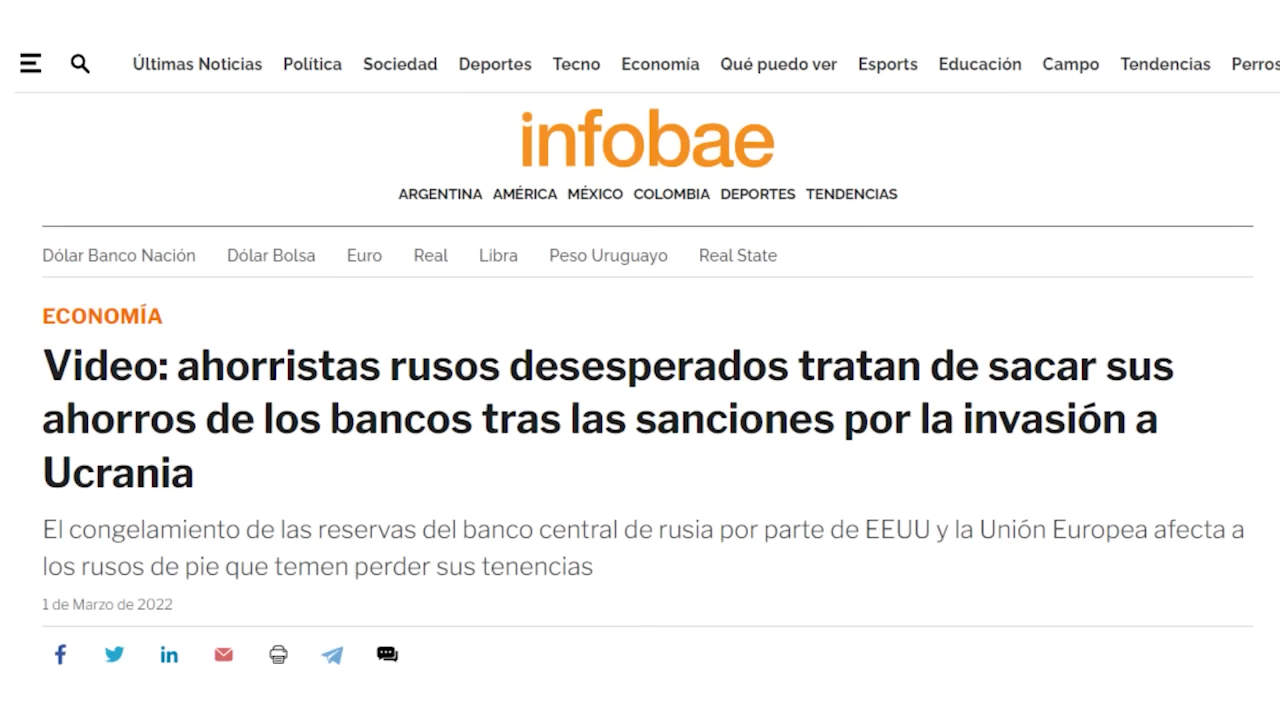 Últimas Noticias Política Sociedad Deportes Tecno Economía Qué puedo ver Esports Educación Campo Tendencias Perros
infobae
ARGENTINA AMÉRICA MÉXICO COLOMBIA DEPORTES TENDENCIAS
Dólar Banco Nación Dólar Bolsa Euro Real Libra Peso Uruguayo Real State
ECONOMÍA
Video: ahorristas rusos desesperados tratan de sacar sus
ahorros de los bancos tras las sanciones por la invasión a
Ucrania
El congelamiento de las reservas del banco central de rusia por parte de EEUU y la Unión Europea afecta a
los rusos de pie que temen perder sus tenencias
1 de Marzo de 2022